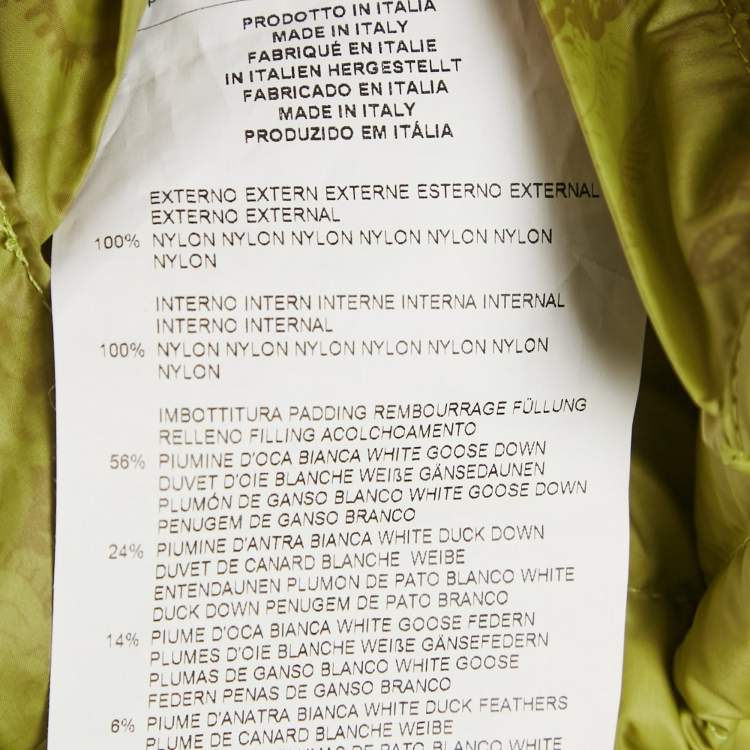 PRODOTTO IN ITALIA
MADE IN ITALY
FABRIQUÉ EN ITALIE
IN ITALIEN HERGESTELLT
FABRICADO EN ITALIA
MADE IN ITALY
PRODUZIDO EM ITÁLIA
EXTERNO EXTERN EXTERNE ESTERNO EXTERNAL
EXTERNO EXTERNAL
100% NYLON NYLON NYLON NYLON NYLON NYLON
NYLON
INTERNO INTERN INTERNE INTERNA INTERNAL
INTERNO INTERNAL
100% NYLON NYLON NYLON NYLON NYLON NYLON
NYLON
IMBOTTITURA PADDING REMBOURRAGE FÜLLUNG
RELLENO FILLING ACOLCHOAMENTO
56% PIUMINE D'OCA BIANCA WHITE GOOSE DOWN
DUVET D'OIE BLANCHE WEIßE GÄNSEDAUNEN
PLUMÓN DE GANSO BLANCO WHITE GOOSE DOWN
PENUGEM DE GANSO BRANCO
24% PIUMINE D'ANTRA BIANCA WHITE DUCK DOWN
DUVET DE CANARD BLANCHE WEIBE
ENTENDAUNEN PLUMON DE PATO BLANCO WHITE
DUCK DOWN PENUGEM DE PATO BRANCO
14% PIUME D'OCA BIANCA WHITE GOOSE FEDERN
PLUMES D'OIE BLANCHE WEIßE GÄNSEFEDERN
PLUMAS DE GANSO BLANCO WHITE GOOSE
FEDERN PENAS DE GANSO BRANCO
6% PIUME D'ANATRA BIANCA WHITE DUCK FEATHERS
PLUME DE CANARD BLANCHE WEIBE
DE PATO BLANCO WHITE